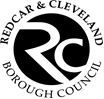 REDCAR & CLEVELAND
RC
BOROUGH COUNCIL